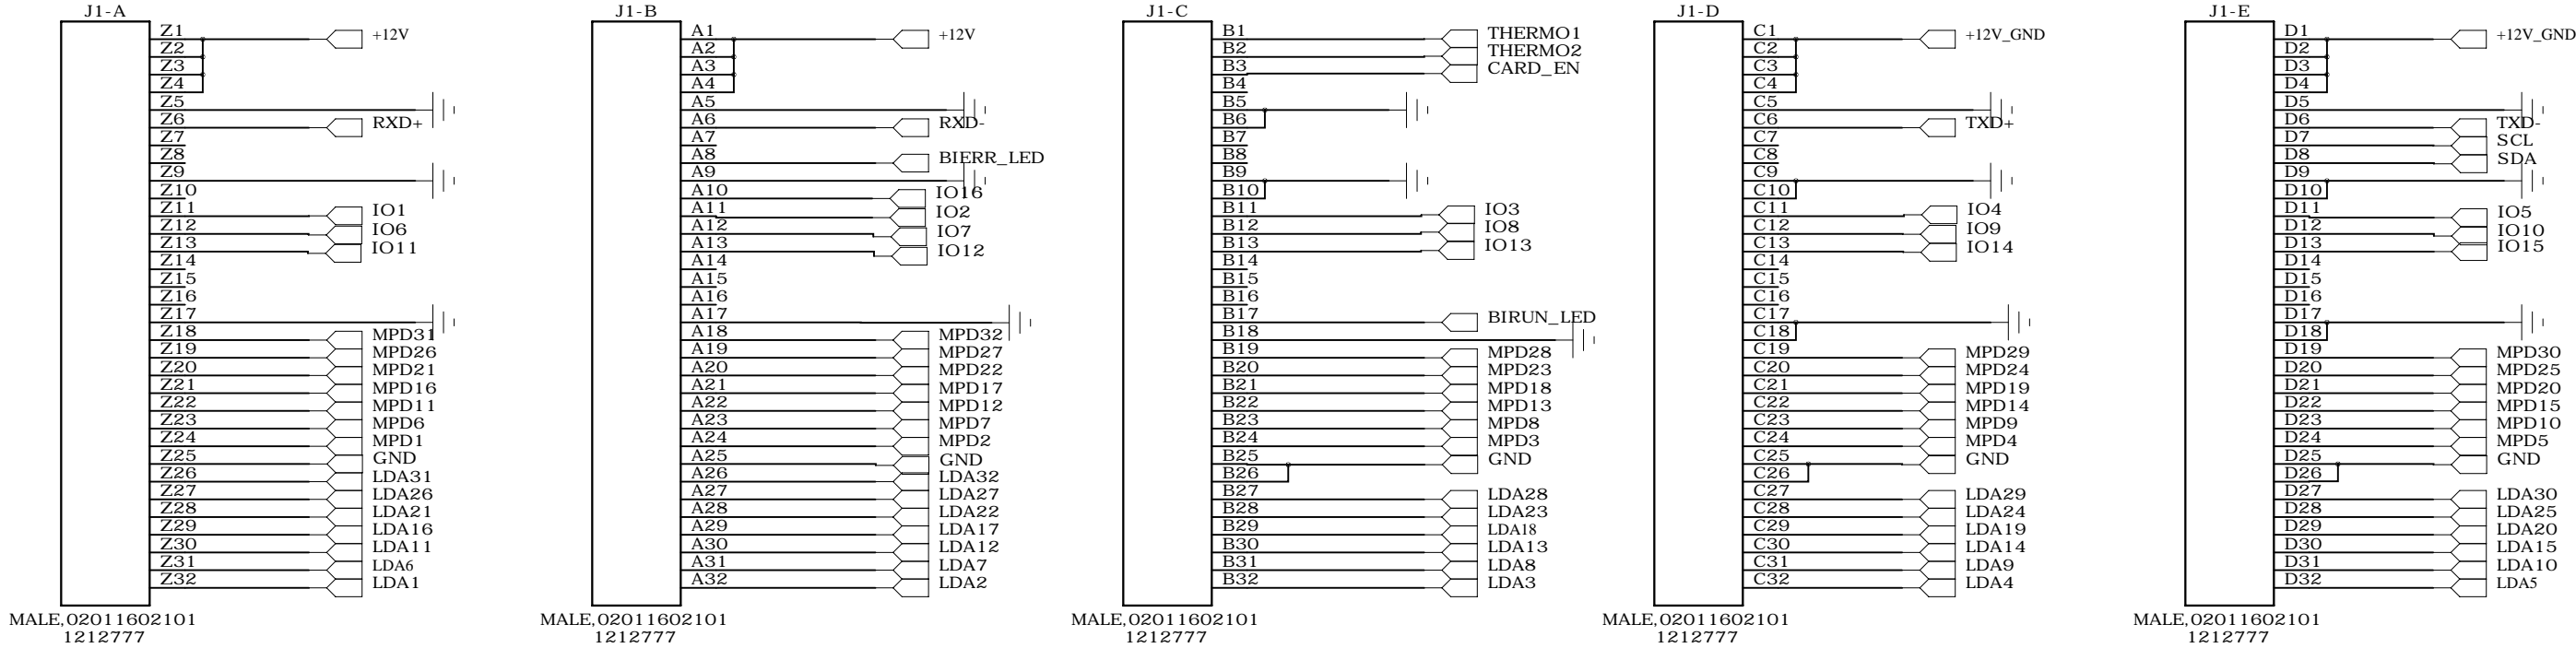 J1-A
Z1 +12V
Z2
Z3
Z4
Z5
Z6 RXD+
Z7
Z8
Z9
Z10
Z11 IO1
Z12 IO6
Z13 IO11
Z14
Z15
Z16
Z17
Z18 MPD31
Z19 MPD26
Z20 MPD21
Z21 MPD16
Z22 MPD11
Z23 MPD6
Z24 MPD1
Z25 GND
Z26 LDA31
Z27 LDA26
Z28 LDA21
Z29 LDA16
Z30 LDA11
Z31 LDA6
Z32 LDA1
MALE,02011602101
1212777
J1-B
A1 +12V
A2
A3
A4
A5
A6 RXD-
A7
A8 BIERR_LED
A9
A10 IO16
A11 IO2
A12 IO7
A13 IO12
A14
A15
A16
A17
A18 MPD32
A19 MPD27
A20 MPD22
A21 MPD17
A22 MPD12
A23 MPD7
A24 MPD2
A25 GND
A26 LDA32
A27 LDA27
A28 LDA22
A29 LDA17
A30 LDA12
A31 LDA7
A32 LDA2
MALE,02011602101
1212777
J1-C
B1 THERMO1
B2 THERMO2
B3 CARD_EN
B4
B5
B6
B7
B8
B9
B10
B11 IO3
B12 IO8
B13 IO13
B14
B15
B16
B17 BIRUN_LED
B18
B19 MPD28
B20 MPD23
B21 MPD18
B22 MPD13
B23 MPD8
B24 MPD3
B25 GND
B26
B27 LDA28
B28 LDA23
B29 LDA18
B30 LDA13
B31 LDA8
B32 LDA3
MALE,02011602101
1212777
J1-D
C1 +12V_GND
C2
C3
C4
C5
C6 TXD+
C7
C8
C9
C10
C11 IO4
C12 IO9
C13 IO14
C14
C15
C16
C17
C18
C19 MPD29
C20 MPD24
C21 MPD19
C22 MPD14
C23 MPD9
C24 MPD4
C25 GND
C26
C27 LDA29
C28 LDA24
C29 LDA19
C30 LDA14
C31 LDA9
C32 LDA4
MALE,02011602101
1212777
J1-E
D1 +12V_GND
D2
D3
D4
D5
D6 TXD-
D7 SCL
D8 SDA
D9
D10
D11 IO5
D12 IO10
D13 IO15
D14
D15
D16
D17
D18
D19 MPD30
D20 MPD25
D21 MPD20
D22 MPD15
D23 MPD10
D24 MPD5
D25 GND
D26
D27 LDA30
D28 LDA25
D29 LDA20
D30 LDA15
D31 LDA10
D32 LDA5
MALE,02011602101
1212777